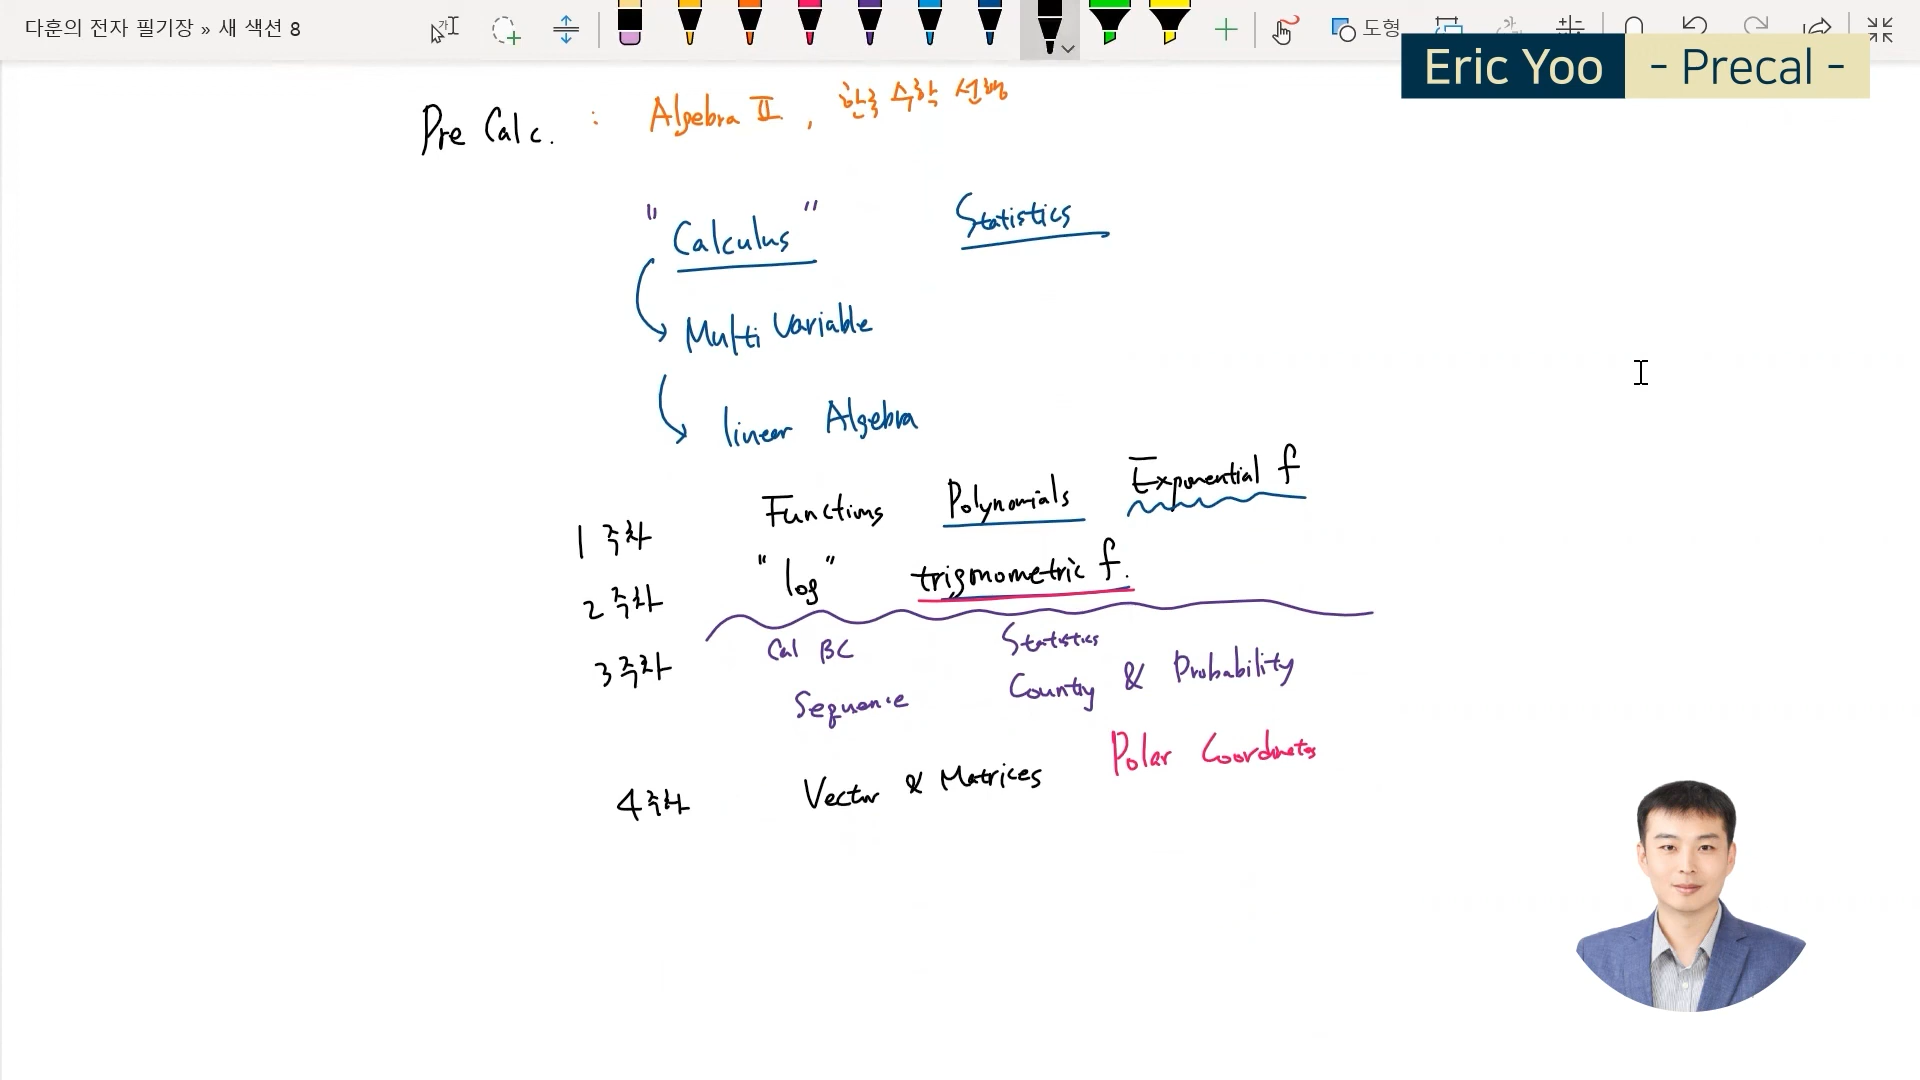 다훈의 전자 필기장 » 새 섹션 8
도형
Eric Yoo - Precal -
Pre Calc. : Algebra II , 한국 수학 선행
"Calculus" Statistics
Multi Variable
linear Algebra
1주차 Functions Polynomials Exponential f
2주차 "log" trigonometric f.
3주차 Cal BC Statistics
Sequence Counting & Probability
Polar Coordinates
4주차 Vector & Matrices